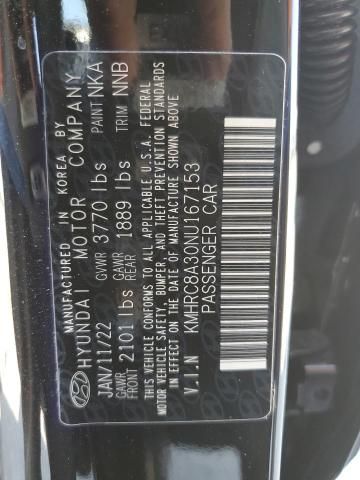 MANUFACTURED IN KOREA BY
HYUNDAI MOTOR COMPANY
JAN/11/22 GVWR 3770 lbs PAINT NKA
GAWR FRONT 2101 lbs GAWR REAR 1889 lbs TRIM NNB
THIS VEHICLE CONFORMS TO ALL APPLICABLE U.S.A. FEDERAL
MOTOR VEHICLE SAFETY, BUMPER, AND THEFT PREVENTION STANDARDS
IN EFFECT ON THE DATE OF MANUFACTURE SHOWN ABOVE
V.I.N KMHRC8A30NU167153
PASSENGER CAR